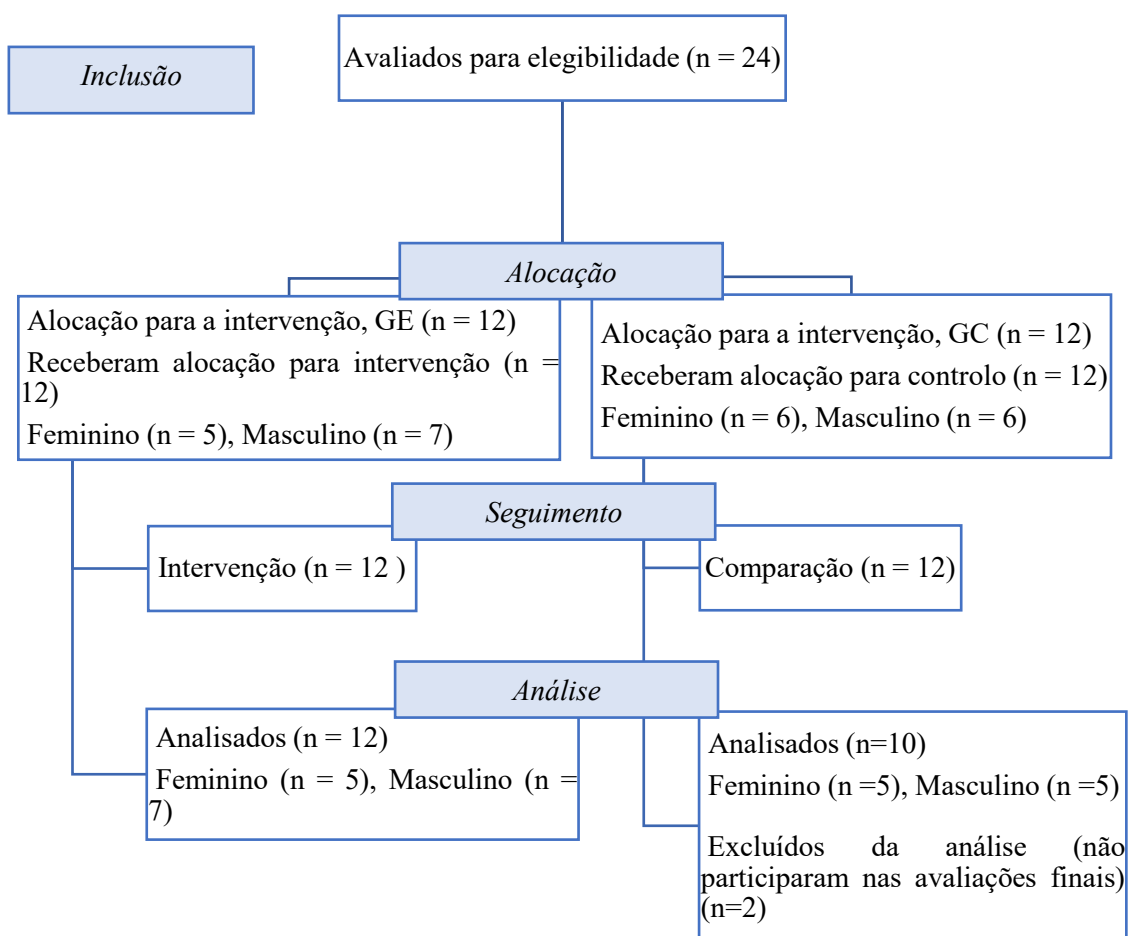 Inclusão
Avaliados para elegibilidade (n = 24)
Alocação
Alocação para a intervenção, GE (n = 12)
Receberam alocação para intervenção (n =
12)
Feminino (n = 5), Masculino (n = 7)
Alocação para a intervenção, GC (n = 12)
Receberam alocação para controlo (n = 12)
Feminino (n = 6), Masculino (n = 6)
Seguimento
Intervenção (n = 12 )
Comparação (n = 12)
Análise
Analisados (n = 12)
Feminino (n = 5), Masculino (n =
7)
Analisados (n=10)
Feminino (n =5), Masculino (n =5)
Excluídos da análise (não
participaram nas avaliações finais)
(n=2)